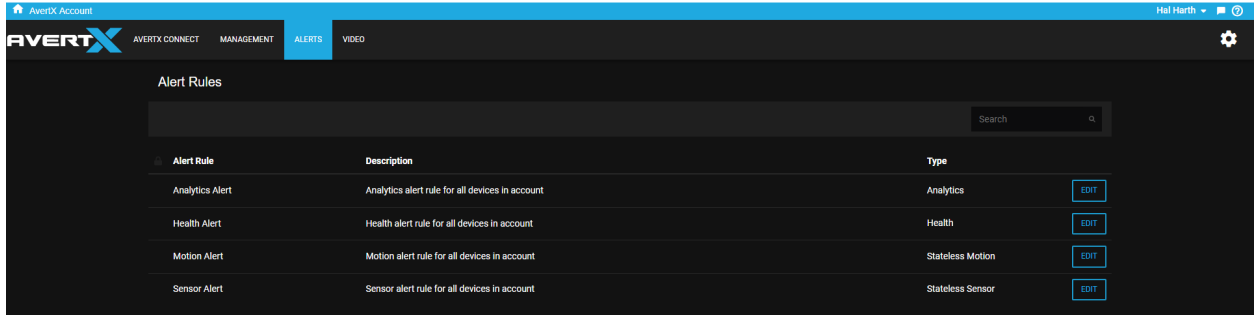 AvertX Account Hal Harth
AVERTX AVERTX CONNECT MANAGEMENT ALERTS VIDEO
Alert Rules
Search
Alert Rule Description Type
Analytics Alert Analytics alert rule for all devices in account Analytics EDIT
Health Alert Health alert rule for all devices in account Health EDIT
Motion Alert Motion alert rule for all devices in account Stateless Motion EDIT
Sensor Alert Sensor alert rule for all devices in account Stateless Sensor EDIT